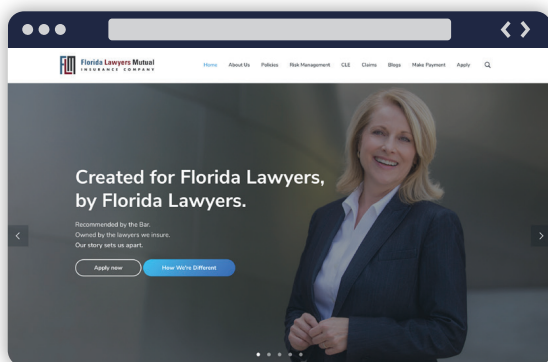 Florida Lawyers Mutual
INSURANCE COMPANY
Home About Us Policies Risk Management CLE Claims Blogs Make Payment Apply
Created for Florida Lawyers,
by Florida Lawyers.
Recommended by the Bar.
Owned by the lawyers we insure.
Our story sets us apart.
Apply now How We're Different